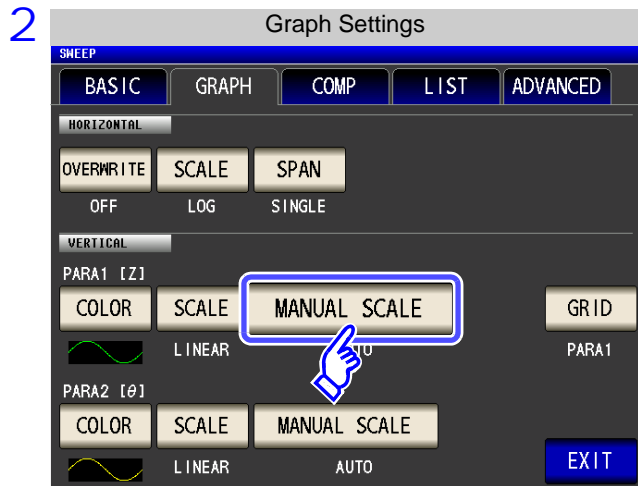 2
Graph Settings
SWEEP
BASIC GRAPH COMP LIST ADVANCED
HORIZONTAL
OVERWRITE SCALE SPAN
OFF LOG SINGLE
VERTICAL
PARA1 [Z]
COLOR SCALE MANUAL SCALE GRID
LINEAR AUTO PARA1
PARA2 [θ]
COLOR SCALE MANUAL SCALE
LINEAR AUTO EXIT